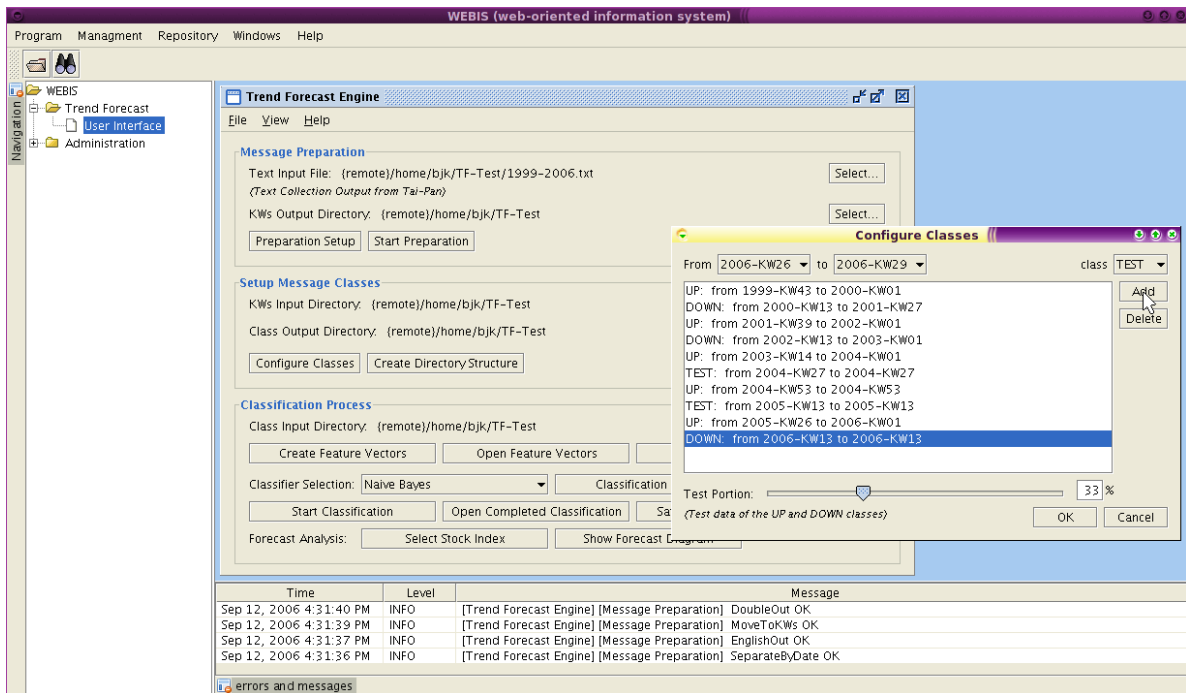 WEBIS (web-oriented information system)
Program Managment Repository Windows Help
Navigation
WEBIS
Trend Forecast
User Interface
Administration
Trend Forecast Engine
File View Help
Message Preparation
Text Input File: {remote}/home/bjk/TF-Test/1999-2006.txt Select...
(Text Collection Output from Tai-Pan)
KWs Output Directory: {remote}/home/bjk/TF-Test Select...
Preparation Setup Start Preparation
Setup Message Classes
KWs Input Directory: {remote}/home/bjk/TF-Test
Class Output Directory: {remote}/home/bjk/TF-Test
Configure Classes Create Directory Structure
Classification Process
Class Input Directory: {remote}/home/bjk/TF-Test
Create Feature Vectors Open Feature Vectors
Classifier Selection: Naive Bayes Classification
Start Classification Open Completed Classification Sa
Forecast Analysis: Select Stock Index Show Forecast Diagram
Configure Classes
From 2006-KW26 to 2006-KW29 class TEST
UP: from 1999-KW43 to 2000-KW01
DOWN: from 2000-KW13 to 2001-KW27
UP: from 2001-KW39 to 2002-KW01
DOWN: from 2002-KW13 to 2003-KW01
UP: from 2003-KW14 to 2004-KW01
TEST: from 2004-KW27 to 2004-KW27
UP: from 2004-KW53 to 2004-KW53
TEST: from 2005-KW13 to 2005-KW13
UP: from 2005-KW26 to 2006-KW01
DOWN: from 2006-KW13 to 2006-KW13
Add
Delete
Test Portion: 33 %
(Test data of the UP and DOWN classes)
OK Cancel
Time Level Message
Sep 12, 2006 4:31:40 PM INFO [Trend Forecast Engine] [Message Preparation] DoubleOut OK
Sep 12, 2006 4:31:39 PM INFO [Trend Forecast Engine] [Message Preparation] MoveToKWs OK
Sep 12, 2006 4:31:37 PM INFO [Trend Forecast Engine] [Message Preparation] EnglishOut OK
Sep 12, 2006 4:31:36 PM INFO [Trend Forecast Engine] [Message Preparation] SeparateByDate OK
errors and messages